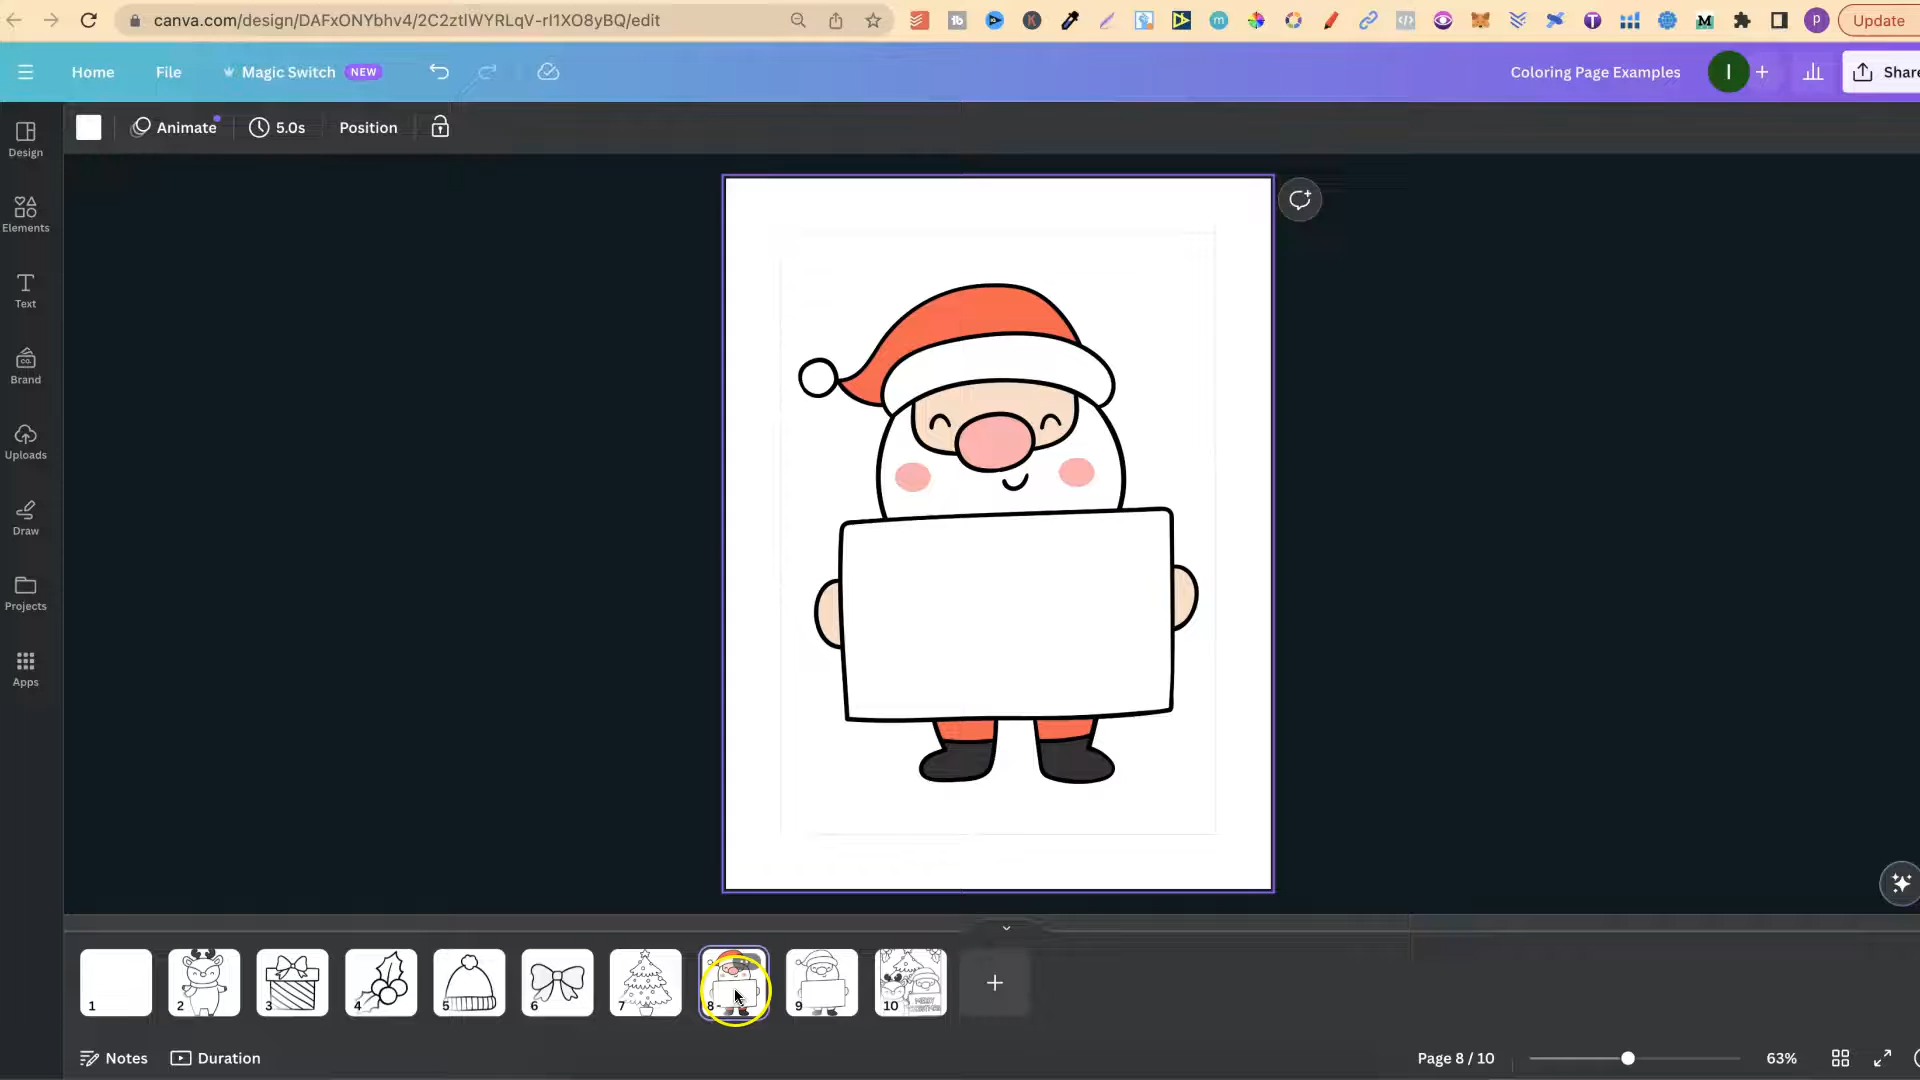 canva.com/design/DAFxONYbhv4/2C2ztlWYRLqV-rl1XO8yBQ/edit
Update
Home
File
Magic Switch
NEW
Coloring Page Examples
I
Share
Animate
5.0s
Position
Design
Elements
Text
Brand
Uploads
Draw
Projects
Apps
1
2
3
4
5
6
7
8
9
10
MERRY
CHRISTMAS
Notes
Duration
Page 8 / 10
63%